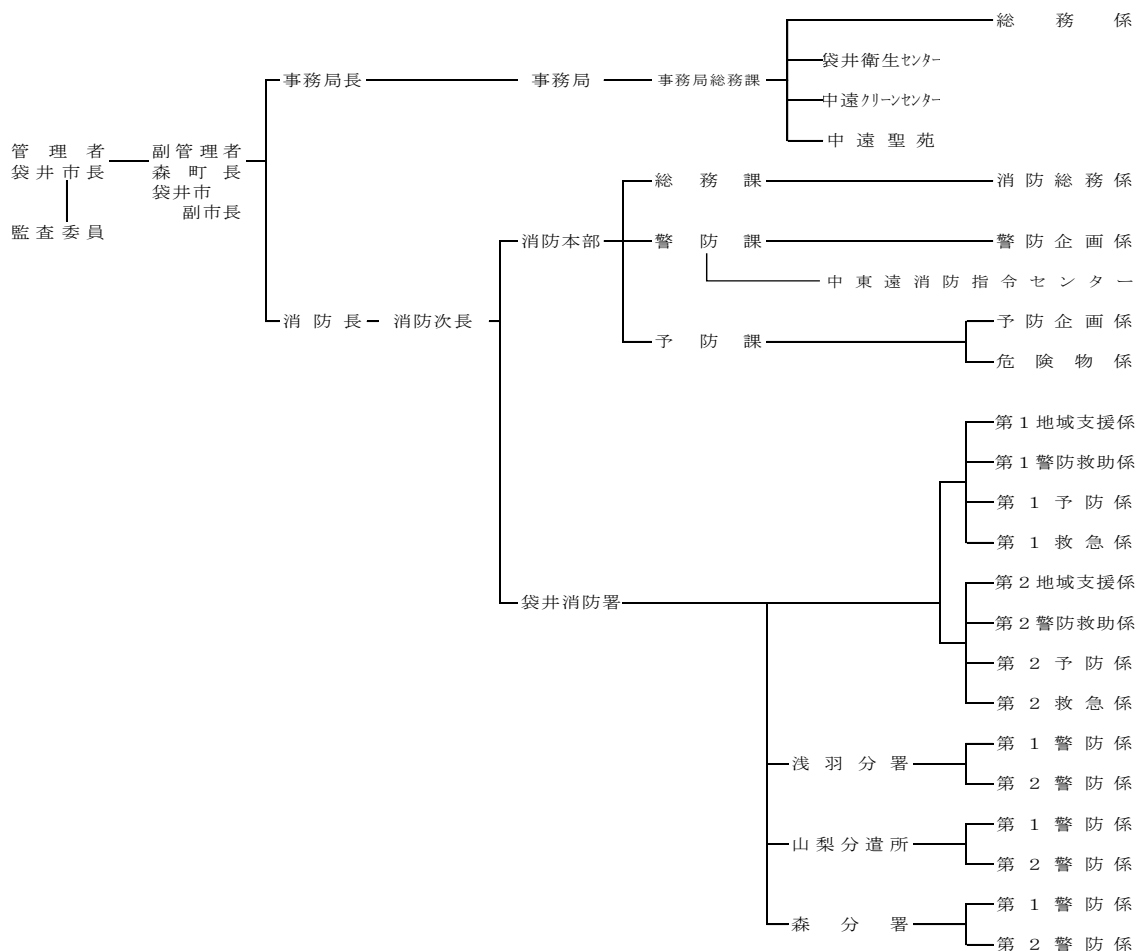 総務係
袋井衛生センター
事務局長 事務局 事務局総務課
中遠クリーンセンター
中遠聖苑
管理者 副管理者
袋井市長 森町長
袋井市
副市長
監査委員
総務課 消防総務係
消防本部 警防課 警防企画係
中東遠消防指令センター
消防長 消防次長 予防企画係
予防課
危険物係
第1地域支援係
第1警防救助係
第1予防係
第1救急係
第2地域支援係
袋井消防署
第2警防救助係
第2予防係
第2救急係
第1警防係
浅羽分署
第2警防係
第1警防係
山梨分遣所
第2警防係
第1警防係
森分署
第2警防係